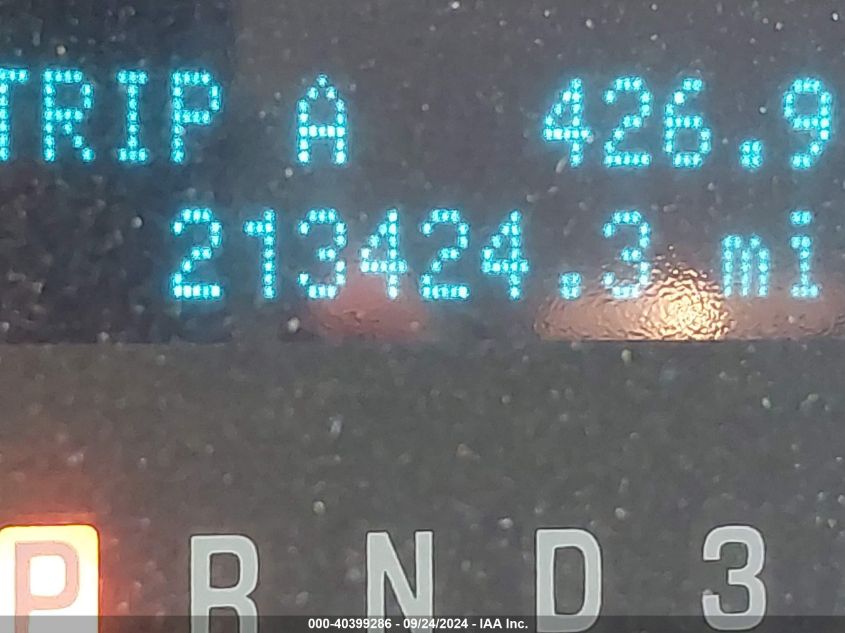 TRIP A 426.9
213424.3 mi
P R N D 3
000-40399286 - 09/24/2024 - IAA Inc.